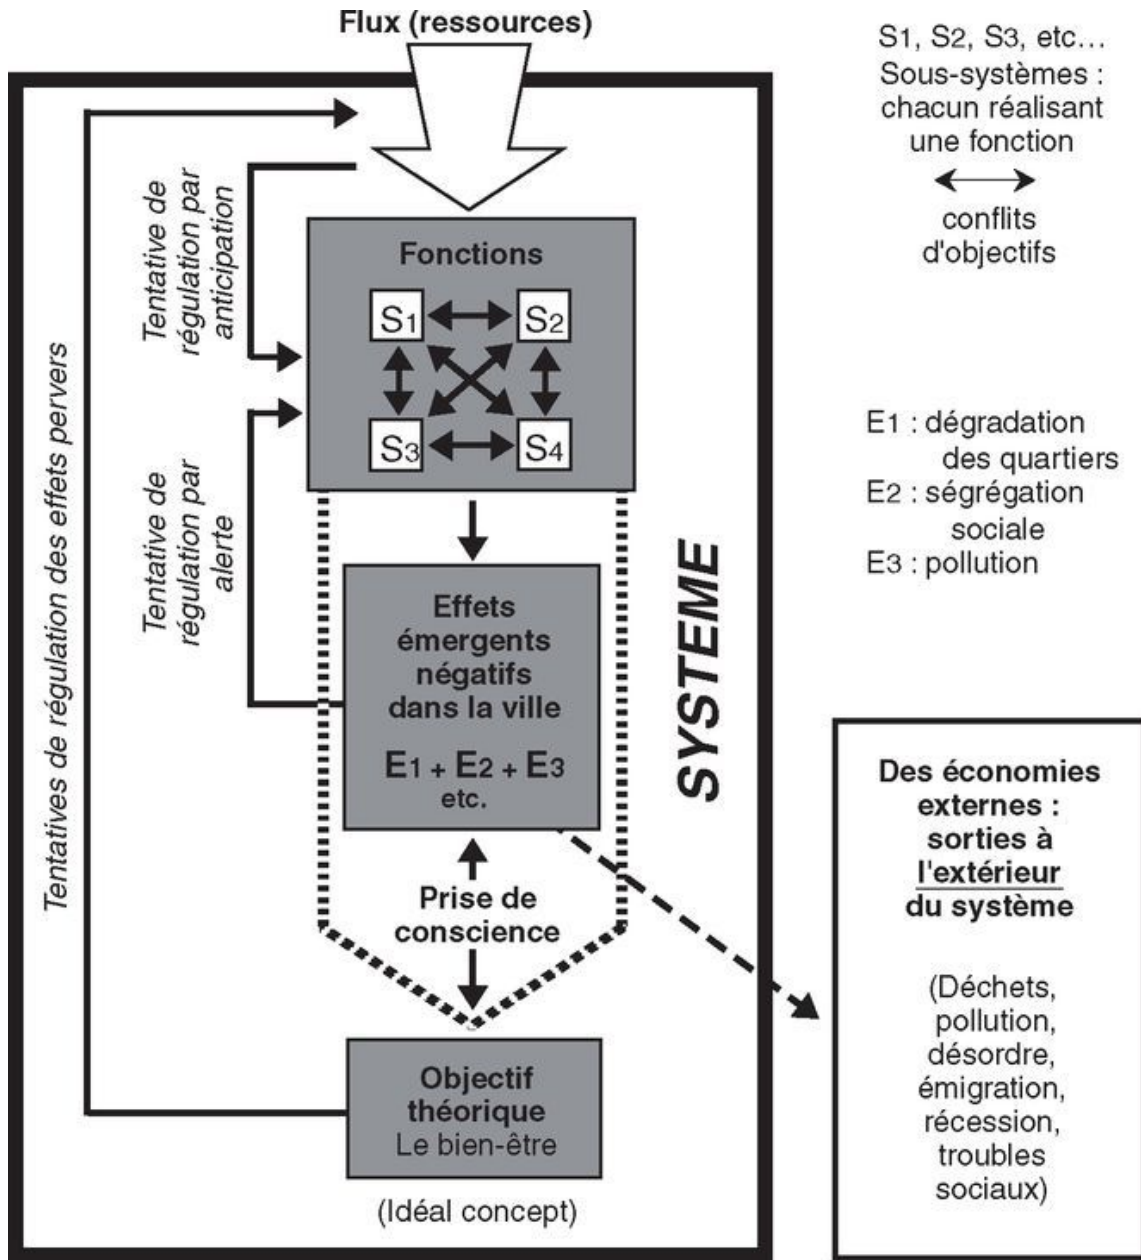 Flux (ressources)
Tentatives de régulation des effets pervers
Tentative de
régulation par
anticipation
Tentative de
régulation par
alerte
Fonctions
S1
S2
S3
S4
Effets
émergents
négatifs
dans la ville
E1 + E2 + E3
etc.
Prise de
conscience
Objectif
théorique
Le bien-être
(Idéal concept)
SYSTEME
S1, S2, S3, etc...
Sous-systèmes :
chacun réalisant
une fonction
conflits
d'objectifs
E1 : dégradation
des quartiers
E2 : ségrégation
sociale
E3 : pollution
Des économies
externes :
sorties à
l'extérieur
du système
(Déchets,
pollution,
désordre,
émigration,
récession,
troubles
sociaux)